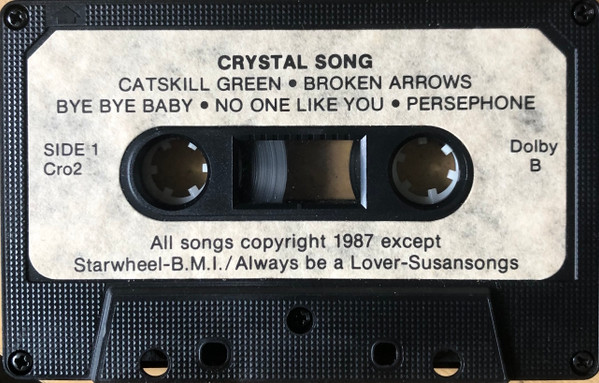 CRYSTAL SONG
CATSKILL GREEN • BROKEN ARROWS
BYE BYE BABY • NO ONE LIKE YOU • PERSEPHONE
SIDE 1
Cro2
Dolby
B
All songs copyright 1987 except
Starwheel-B.M.I./Always be a Lover-Susansongs